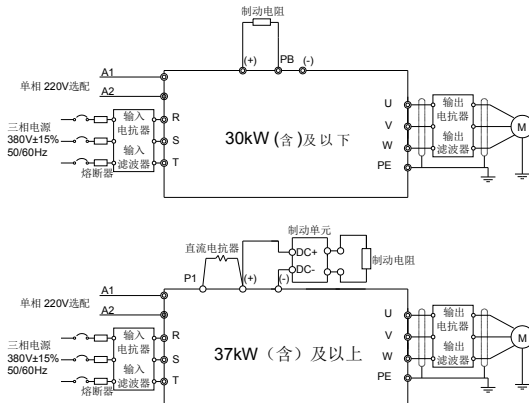 制动电阻
(+)
PB
(-)
A1
单相 220V选配
A2
三相电源
380V±15%
50/60Hz
熔断器
输入
电抗器
输入
滤波器
R
S
T
30kW (含)及以下
U
V
W
PE
输出
电抗器
输出
滤波器
M
制动单元
直流电抗器
DC+
DC-
制动电阻
P1
(+)
(-)
A1
单相 220V选配
A2
三相电源
380V±15%
50/60Hz
熔断器
输入
电抗器
输入
滤波器
R
S
T
37kW（含）及以上
U
V
W
PE
输出
电抗器
输出
滤波器
M